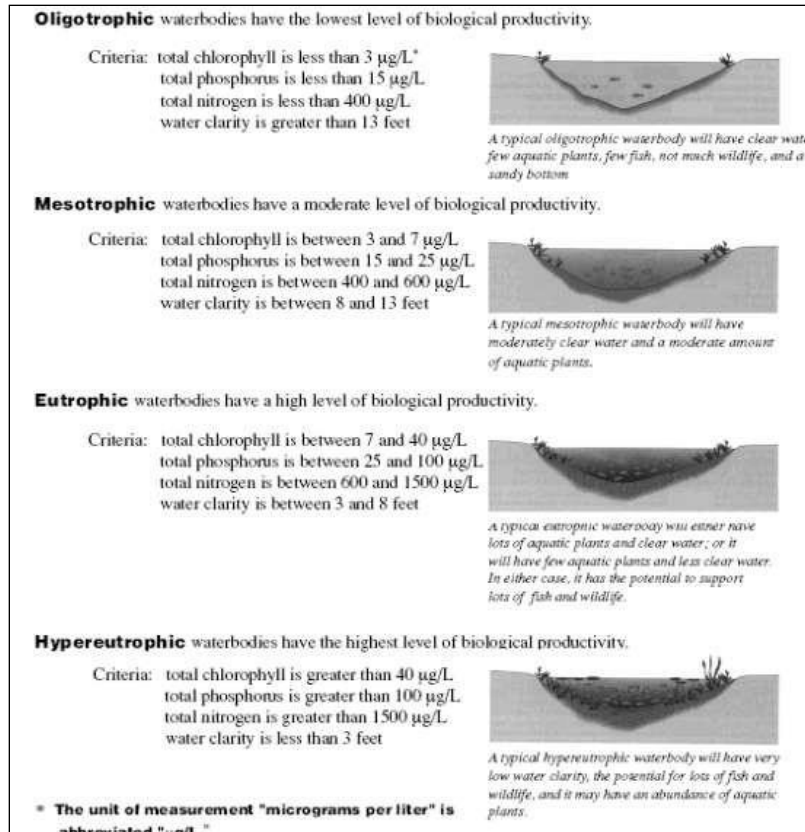 Oligotrophic waterbodies have the lowest level of biological productivity.
Criteria: total chlorophyll is less than 3 µg/L*
total phosphorus is less than 15 µg/L
total nitrogen is less than 400 µg/L
water clarity is greater than 13 feet
A typical oligotrophic waterbody will have clear wat
few aquatic plants, few fish, not much wildlife, and a
sandy bottom
Mesotrophic waterbodies have a moderate level of biological productivity.
Criteria: total chlorophyll is between 3 and 7 µg/L
total phosphorus is between 15 and 25 µg/L
total nitrogen is between 400 and 600 µg/L
water clarity is between 8 and 13 feet
A typical mesotrophic waterbody will have
moderately clear water and a moderate amount
of aquatic plants.
Eutrophic waterbodies have a high level of biological productivity.
Criteria: total chlorophyll is between 7 and 40 µg/L
total phosphorus is between 25 and 100 µg/L
total nitrogen is between 600 and 1500 µg/L
water clarity is between 3 and 8 feet
A typical eutrophic waterbody will either have
lots of aquatic plants and clear water; or it
will have few aquatic plants and less clear water.
In either case, it has the potential to support
lots of fish and wildlife.
Hypereutrophic waterbodies have the highest level of biological productivity.
Criteria: total chlorophyll is greater than 40 µg/L
total phosphorus is greater than 100 µg/L
total nitrogen is greater than 1500 µg/L
water clarity is less than 3 feet
A typical hypereutrophic waterbody will have very
low water clarity, the potential for lots of fish and
wildlife, and it may have an abundance of aquatic
plants.
* The unit of measurement "micrograms per liter" is
abbreviated "µg/L"